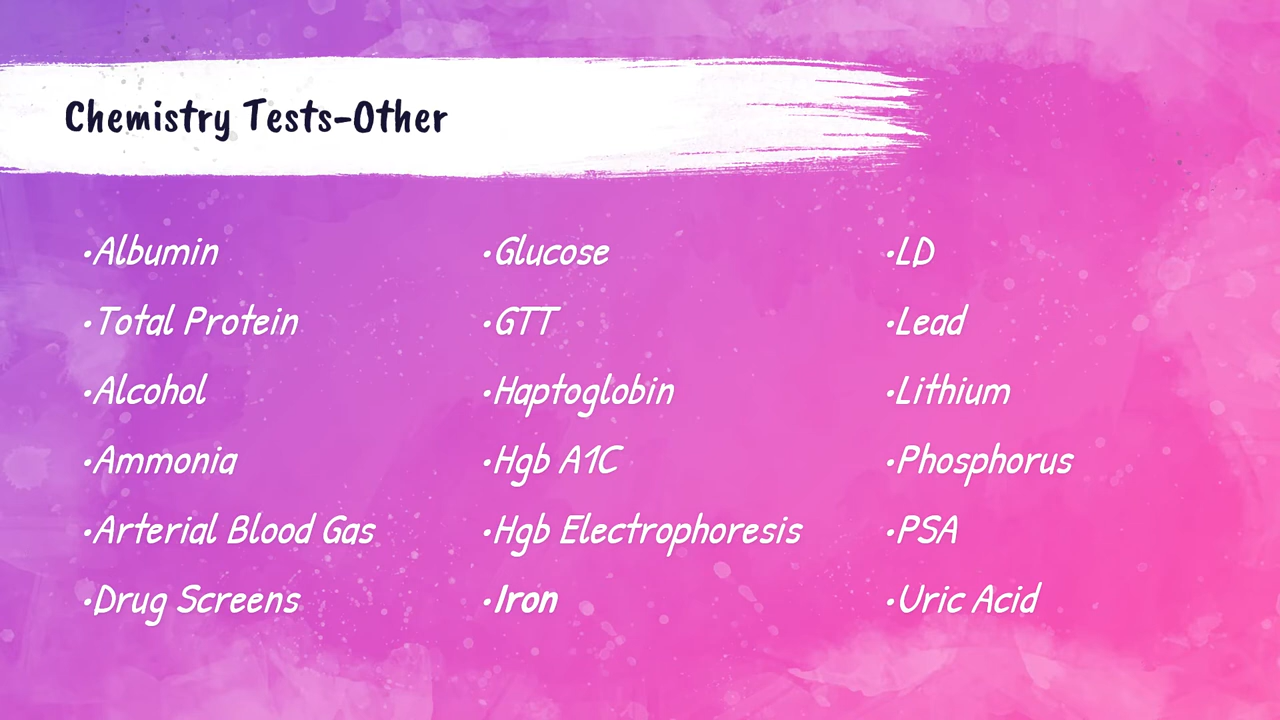 Chemistry Tests-Other
•Albumin
•Total Protein
•Alcohol
•Ammonia
•Arterial Blood Gas
•Drug Screens
•Glucose
•GTT
•Haptoglobin
•Hgb A1C
•Hgb Electrophoresis
•Iron
•LD
•Lead
•Lithium
•Phosphorus
•PSA
•Uric Acid